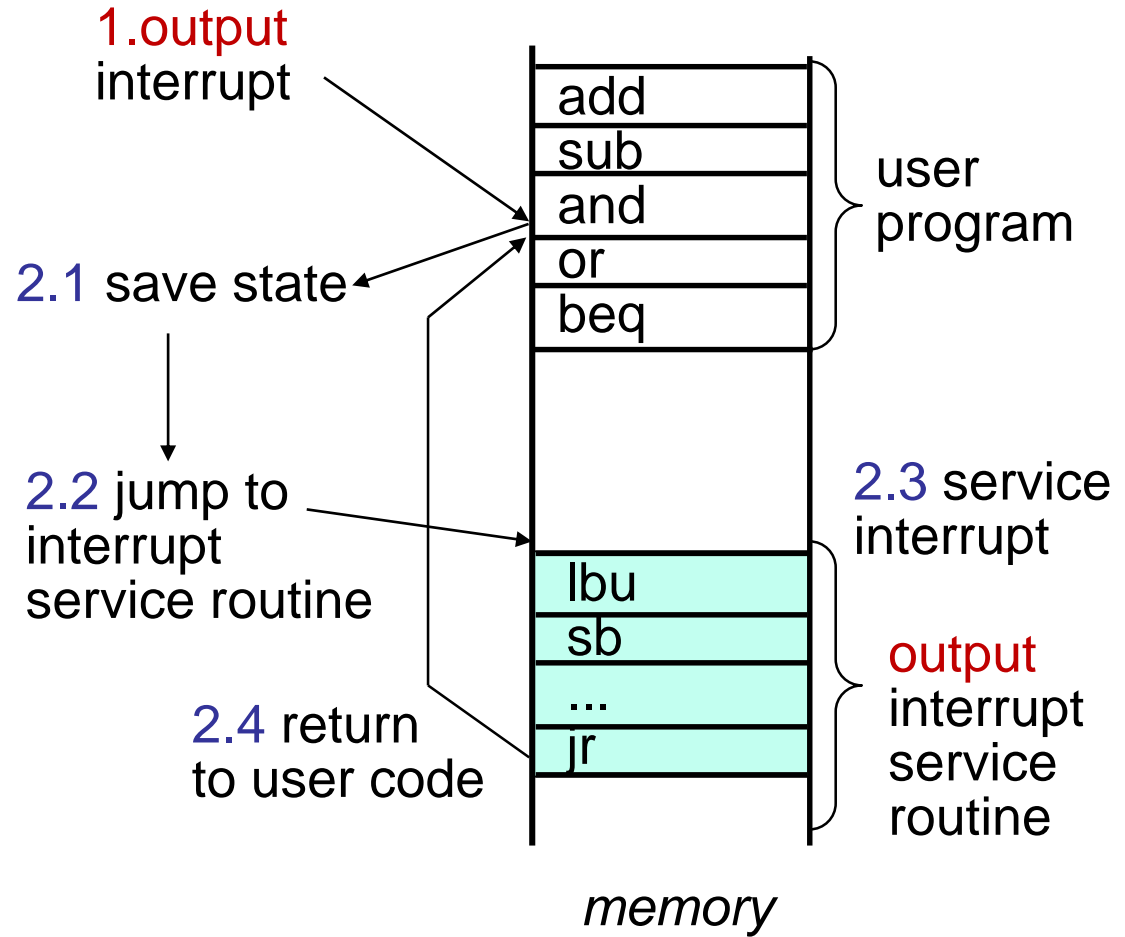 1.output
interrupt
add
sub
and
or
beq
user
program
2.1 save state
2.2 jump to
interrupt
service routine
2.3 service
interrupt
lbu
sb
...
jr
output
interrupt
service
routine
2.4 return
to user code
memory